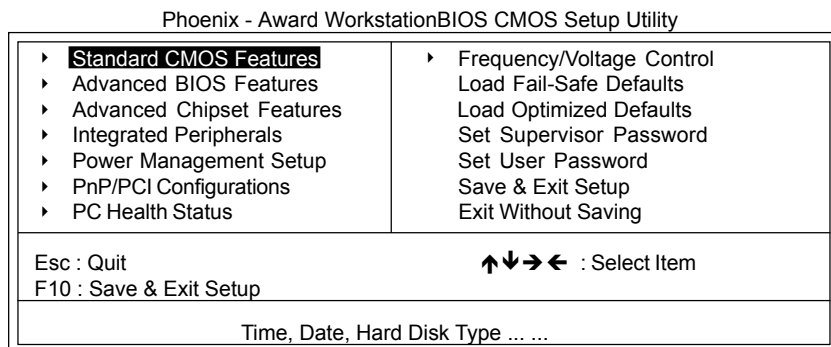 Phoenix - Award WorkstationBIOS CMOS Setup Utility
‣ Standard CMOS Features
‣ Advanced BIOS Features
‣ Advanced Chipset Features
‣ Integrated Peripherals
‣ Power Management Setup
‣ PnP/PCI Configurations
‣ PC Health Status
‣ Frequency/Voltage Control
Load Fail-Safe Defaults
Load Optimized Defaults
Set Supervisor Password
Set User Password
Save & Exit Setup
Exit Without Saving
Esc : Quit
F10 : Save & Exit Setup
↑↓→← : Select Item
Time, Date, Hard Disk Type ... ...